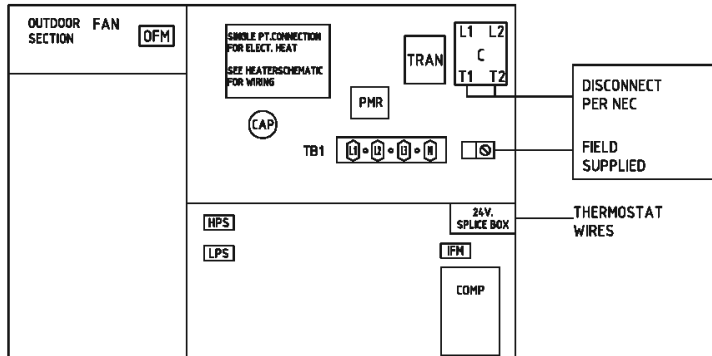 OUTDOOR FAN
SECTION
OFM
SINGLE PT.CONNECTION
FOR ELECT. HEAT
SEE HEATERSCHEMATIC
FOR WIRING
TRAN
L1 L2
C
T1 T2
PMR
CAP
TB1
L1 L2 L3 N
DISCONNECT
PER NEC
FIELD
SUPPLIED
24V.
SPLICE BOX
THERMOSTAT
WIRES
HPS
LPS
IFM
COMP